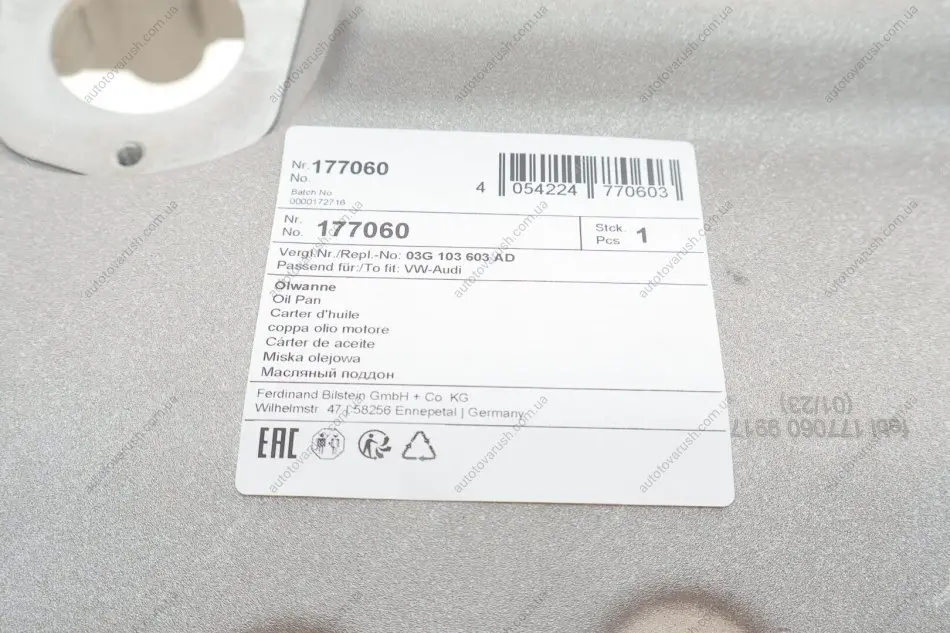 Nr. 177060
No.
Batch No
0000172716
4 054224 770603
Nr.
No. 177060
Stck.
Pcs 1
Vergl.Nr./Repl.-No: 03G 103 603 AD
Passend für:/To fit: VW-Audi
Ölwanne
Oil Pan
Carter d'huile
coppa olio motore
Cárter de aceite
Miska olejowa
Масляный поддон
Ferdinand Bilstein GmbH + Co. KG
Wilhelmstr. 47 | 58256 Ennepetal | Germany
EAC
febi 177060 9917
(01/23)
autotovarush.com.ua